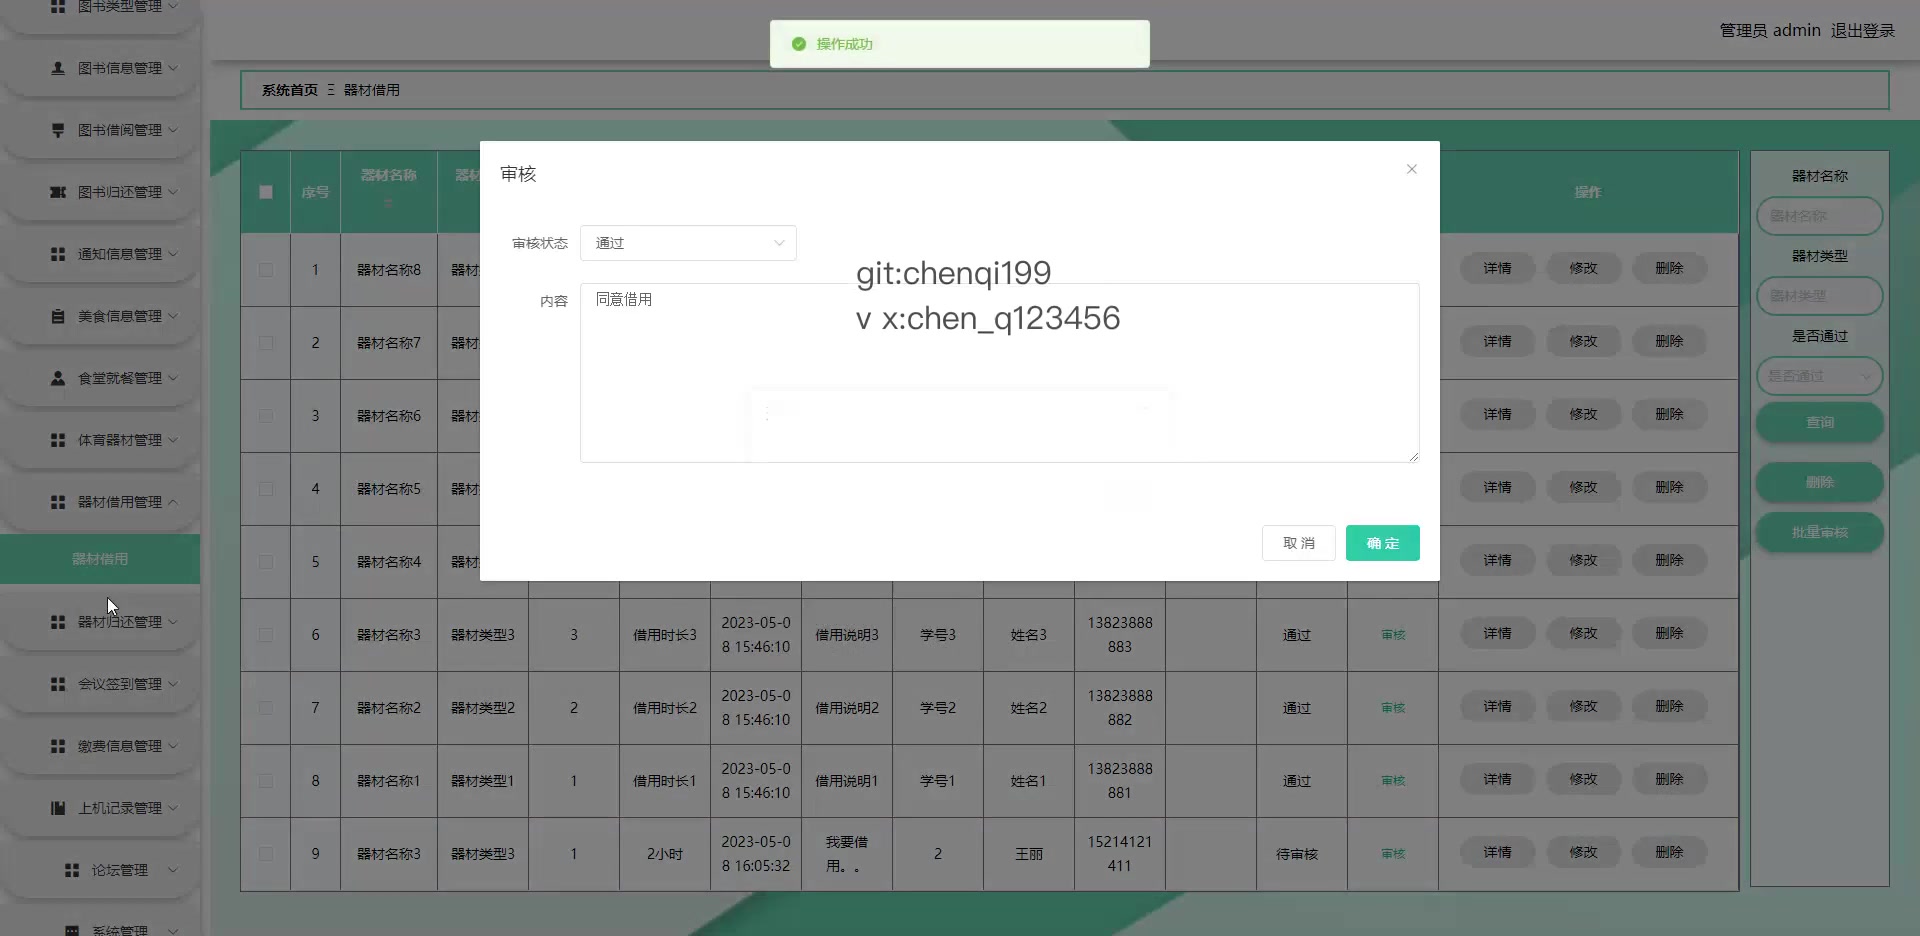 图书类型管理
图书信息管理
图书借阅管理
图书归还管理
通知信息管理
美食信息管理
食堂就餐管理
体育器材管理
器材借用管理
器材借用
器材归还管理
会议签到管理
缴费信息管理
上机记录管理
论坛管理
系统管理
操作成功
管理员 admin 退出登录
系统首页 Ξ 器材借用
审核
审核状态 通过
内容 同意借用
git:chenqi199
v x:chen_q123456
取 消 确 定
序号 器材名称 器材 操作
1 器材名称8 器材 详情 修改 删除
2 器材名称7 器材 详情 修改 删除
3 器材名称6 器材 详情 修改 删除
4 器材名称5 器材 详情 修改 删除
5 器材名称4 器材 详情 修改 删除
6 器材名称3 器材类型3 3 借用时长3 2023-05-0 借用说明3 学号3 姓名3 13823888 通过 审核 详情 修改 删除
8 15:46:10 883
7 器材名称2 器材类型2 2 借用时长2 2023-05-0 借用说明2 学号2 姓名2 13823888 通过 审核 详情 修改 删除
8 15:46:10 882
8 器材名称1 器材类型1 1 借用时长1 2023-05-0 借用说明1 学号1 姓名1 13823888 通过 审核 详情 修改 删除
8 15:46:10 881
9 器材名称3 器材类型3 1 2小时 2023-05-0 我要借 2 王丽 15214121 待审核 审核 详情 修改 删除
8 16:05:32 用。。 411
器材名称
器材名称
器材类型
器材类型
是否通过
是否通过
查询
删除
批量审核